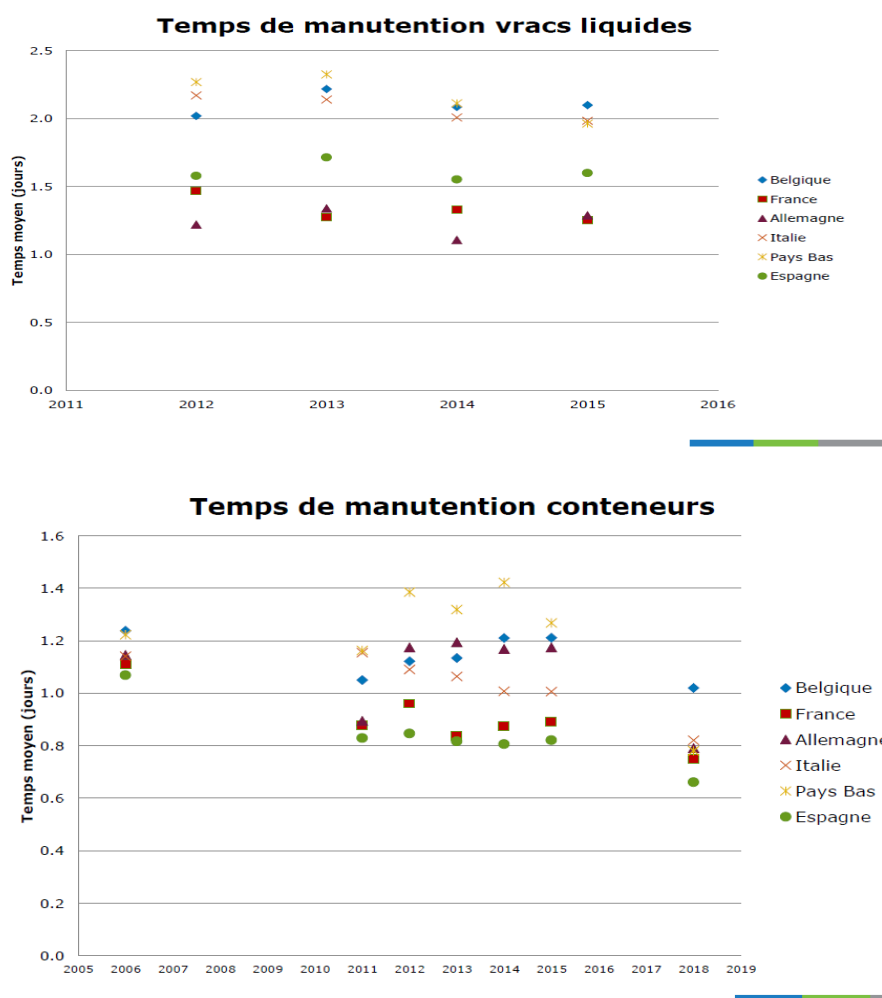 Temps de manutention vracs liquides
2.5
2.0
1.5
1.0
0.5
0.0
Temps moyen (jours)
2011 2012 2013 2014 2015 2016
Belgique
France
Allemagne
Italie
Pays Bas
Espagne
Temps de manutention conteneurs
1.6
1.4
1.2
1.0
0.8
0.6
0.4
0.2
0.0
Temps moyen (jours)
2005 2006 2007 2008 2009 2010 2011 2012 2013 2014 2015 2016 2017 2018 2019
Belgique
France
Allemagne
Italie
Pays Bas
Espagne